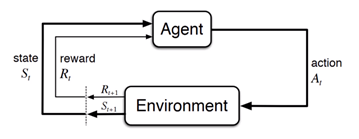 Agent
state
S_t
reward
R_t
action
A_t
R_{t+1}
S_{t+1}
Environment